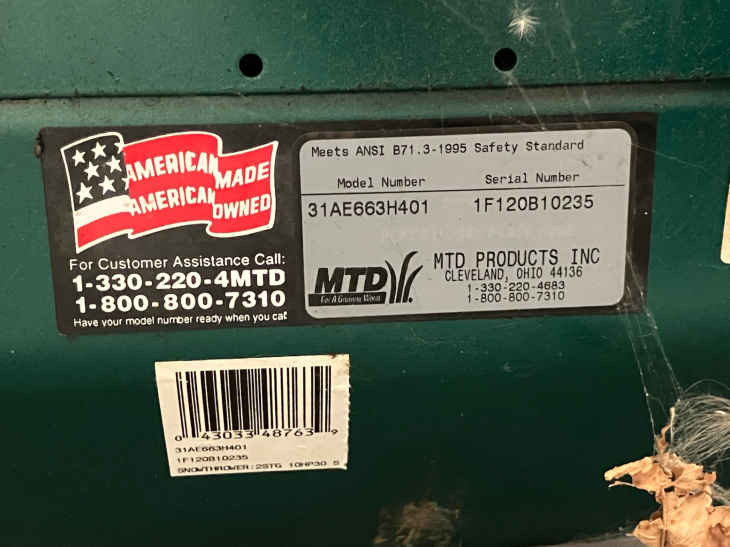 AMERICAN MADE
AMERICAN OWNED
For Customer Assistance Call:
1-330-220-4MTD
1-800-800-7310
Have your model number ready when you call
Meets ANSI B71.3-1995 Safety Standard
Model Number Serial Number
31AE663H401 1F120B10235
MTD
For A Growing World.
MTD PRODUCTS INC
CLEVELAND, OHIO 44136
1-330-220-4683
1-800-800-7310
0 43033 48763 9
31AE663H401
1F120B10235
SNOWTHROWER:2STG 10HP30 S